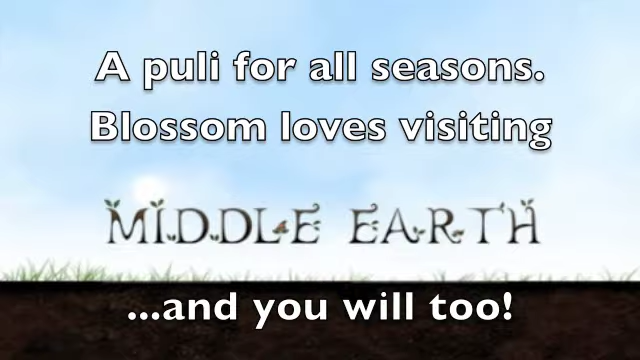 A puli for all seasons.
Blossom loves visiting
MIDDLE EARTH
...and you will too!